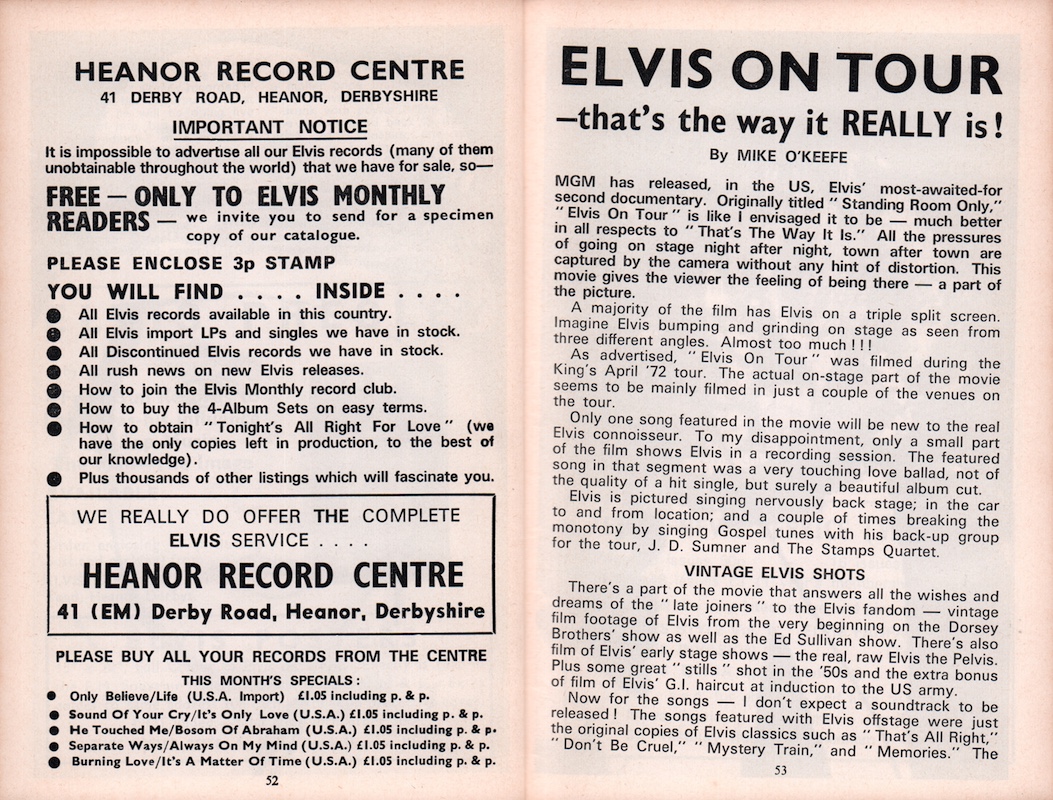 HEANOR RECORD CENTRE
41 DERBY ROAD, HEANOR, DERBYSHIRE
IMPORTANT NOTICE
It is impossible to advertise all our Elvis records (many of them
unobtainable throughout the world) that we have for sale, so—
FREE — ONLY TO ELVIS MONTHLY
READERS — we invite you to send for a specimen
copy of our catalogue.
PLEASE ENCLOSE 3p STAMP
YOU WILL FIND . . . . INSIDE . . . .
● All Elvis records available in this country.
● All Elvis import LPs and singles we have in stock.
● All Discontinued Elvis records we have in stock.
● All rush news on new Elvis releases.
● How to join the Elvis Monthly record club.
● How to buy the 4-Album Sets on easy terms.
● How to obtain "Tonight's All Right For Love" (we
have the only copies left in production, to the best of
our knowledge).
● Plus thousands of other listings which will fascinate you.
WE REALLY DO OFFER THE COMPLETE
ELVIS SERVICE . . . .
HEANOR RECORD CENTRE
41 (EM) Derby Road, Heanor, Derbyshire
PLEASE BUY ALL YOUR RECORDS FROM THE CENTRE
THIS MONTH'S SPECIALS:
● Only Believe/Life (U.S.A. Import) £1.05 including p. & p.
● Sound Of Your Cry/It's Only Love (U.S.A.) £1.05 including p. & p.
● He Touched Me/Bosom Of Abraham (U.S.A.) £1.05 including p. & p.
● Separate Ways/Always On My Mind (U.S.A.) £1.05 including p. & p.
● Burning Love/It's A Matter Of Time (U.S.A.) £1.05 including p. & p.
52
ELVIS ON TOUR
—that's the way it REALLY is!
By MIKE O'KEEFE
MGM has released, in the US, Elvis' most-awaited-for
second documentary. Originally titled "Standing Room Only,"
"Elvis On Tour" is like I envisaged it to be — much better
in all respects to "That's The Way It Is." All the pressures
of going on stage night after night, town after town are
captured by the camera without any hint of distortion. This
movie gives the viewer the feeling of being there — a part of
the picture.
A majority of the film has Elvis on a triple split screen.
Imagine Elvis bumping and grinding on stage as seen from
three different angles. Almost too much ! ! !
As advertised, "Elvis On Tour" was filmed during the
King's April '72 tour. The actual on-stage part of the movie
seems to be mainly filmed in just a couple of the venues on
the tour.
Only one song featured in the movie will be new to the real
Elvis connoisseur. To my disappointment, only a small part
of the film shows Elvis in a recording session. The featured
song in that segment was a very touching love ballad, not of
the quality of a hit single, but surely a beautiful album cut.
Elvis is pictured singing nervously back stage; in the car
to and from location; and a couple of times breaking the
monotony by singing Gospel tunes with his back-up group
for the tour, J. D. Sumner and The Stamps Quartet.
VINTAGE ELVIS SHOTS
There's a part of the movie that answers all the wishes and
dreams of the "late joiners" to the Elvis fandom — vintage
film footage of Elvis from the very beginning on the Dorsey
Brothers' show as well as the Ed Sullivan show. There's also
film of Elvis' early stage shows — the real, raw Elvis the Pelvis.
Plus some great "stills" shot in the '50s and the extra bonus
of film of Elvis' G.I. haircut at induction to the US army.
Now for the songs — I don't expect a soundtrack to be
released! The songs featured with Elvis offstage were just
the original copies of Elvis classics such as "That's All Right,"
"Don't Be Cruel," "Mystery Train," and "Memories." The
53